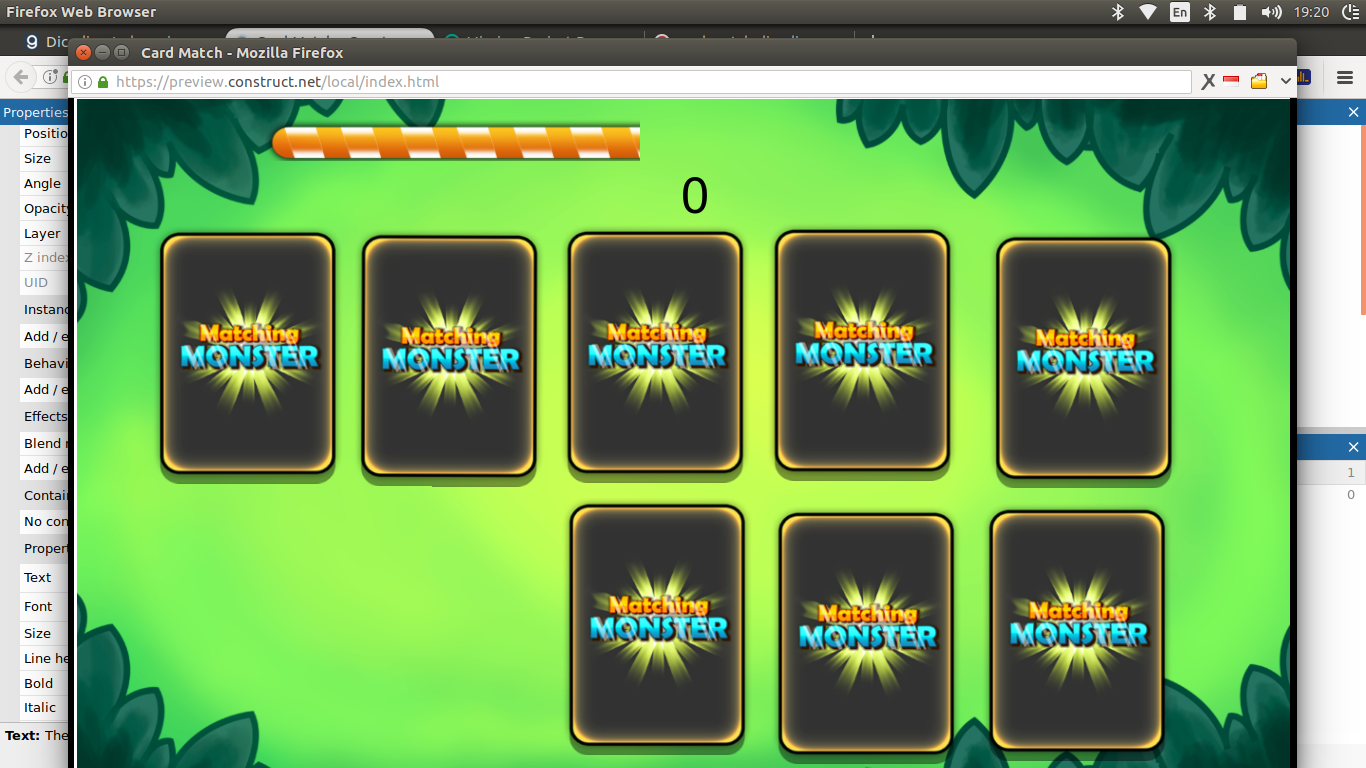 Firefox Web Browser
En
19:20
Card Match - Mozilla Firefox
https://preview.construct.net/local/index.html
Properties
Positio
Size
Angle
Opacity
Layer
Z index
UID
Instanc
Add / e
Behavi
Add / e
Effects
Blend m
Add / e
Contain
No con
Propert
Text
Font
Size
Line he
Bold
Italic
Text: The
1
0
0
Matching
MONSTER
Matching
MONSTER
Matching
MONSTER
Matching
MONSTER
Matching
MONSTER
Matching
MONSTER
Matching
MONSTER
Matching
MONSTER